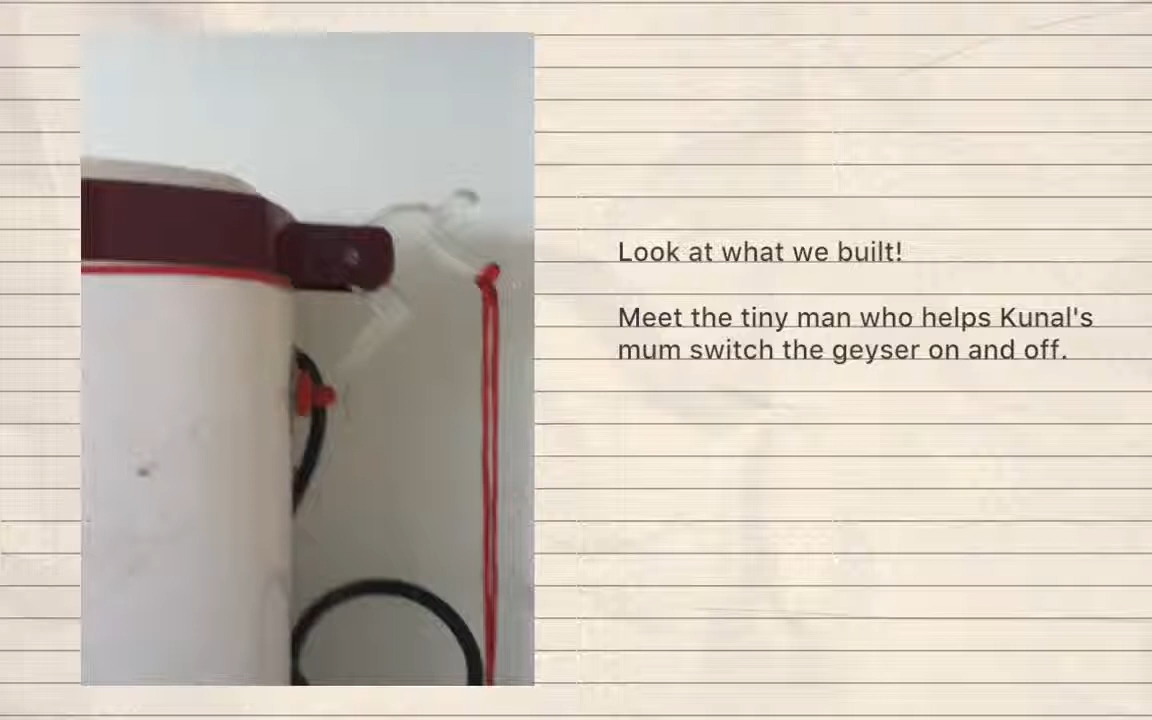 Look at what we built!
Meet the tiny man who helps Kunal's
mum switch the geyser on and off.